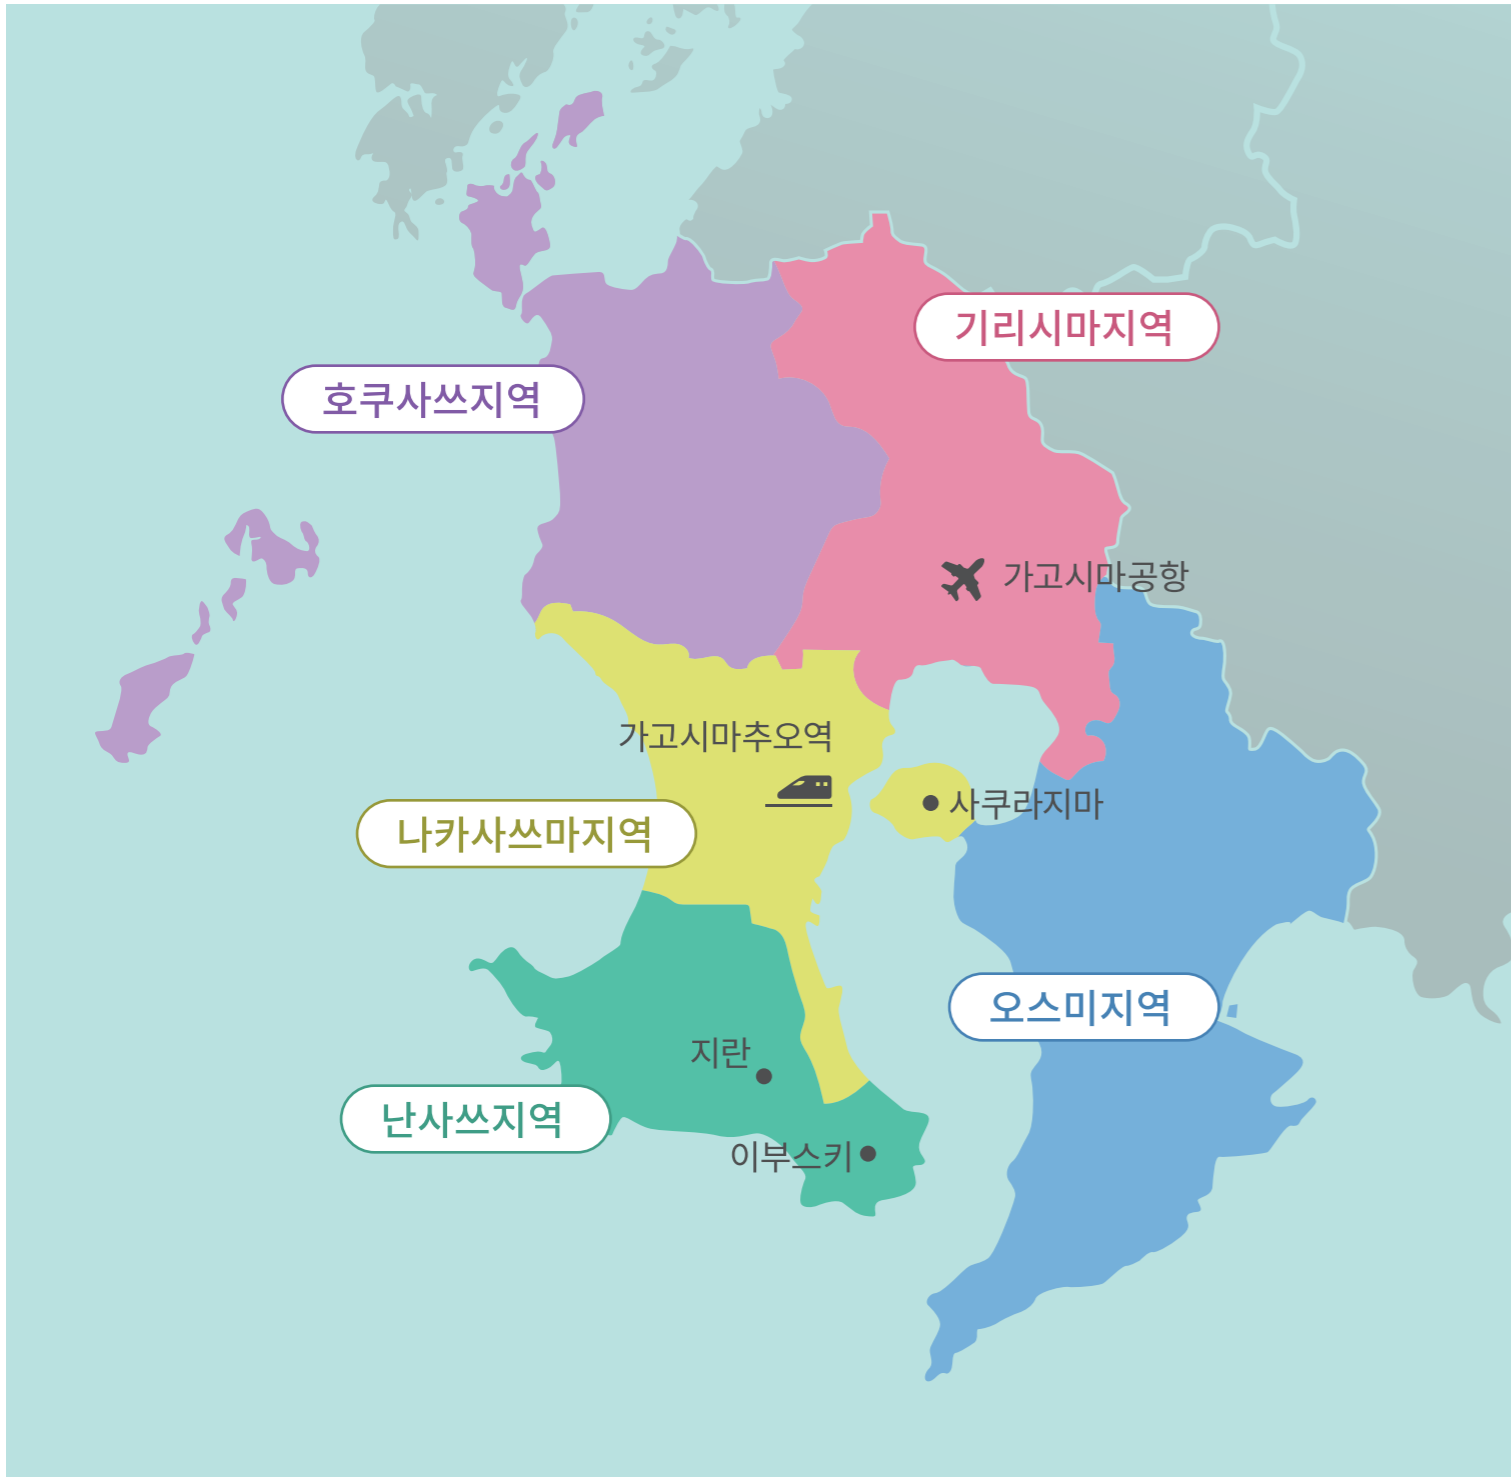 기리시마지역
호쿠사쓰지역
가고시마공항
가고시마추오역
사쿠라지마
나카사쓰마지역
오스미지역
지란
난사쓰지역
이부스키